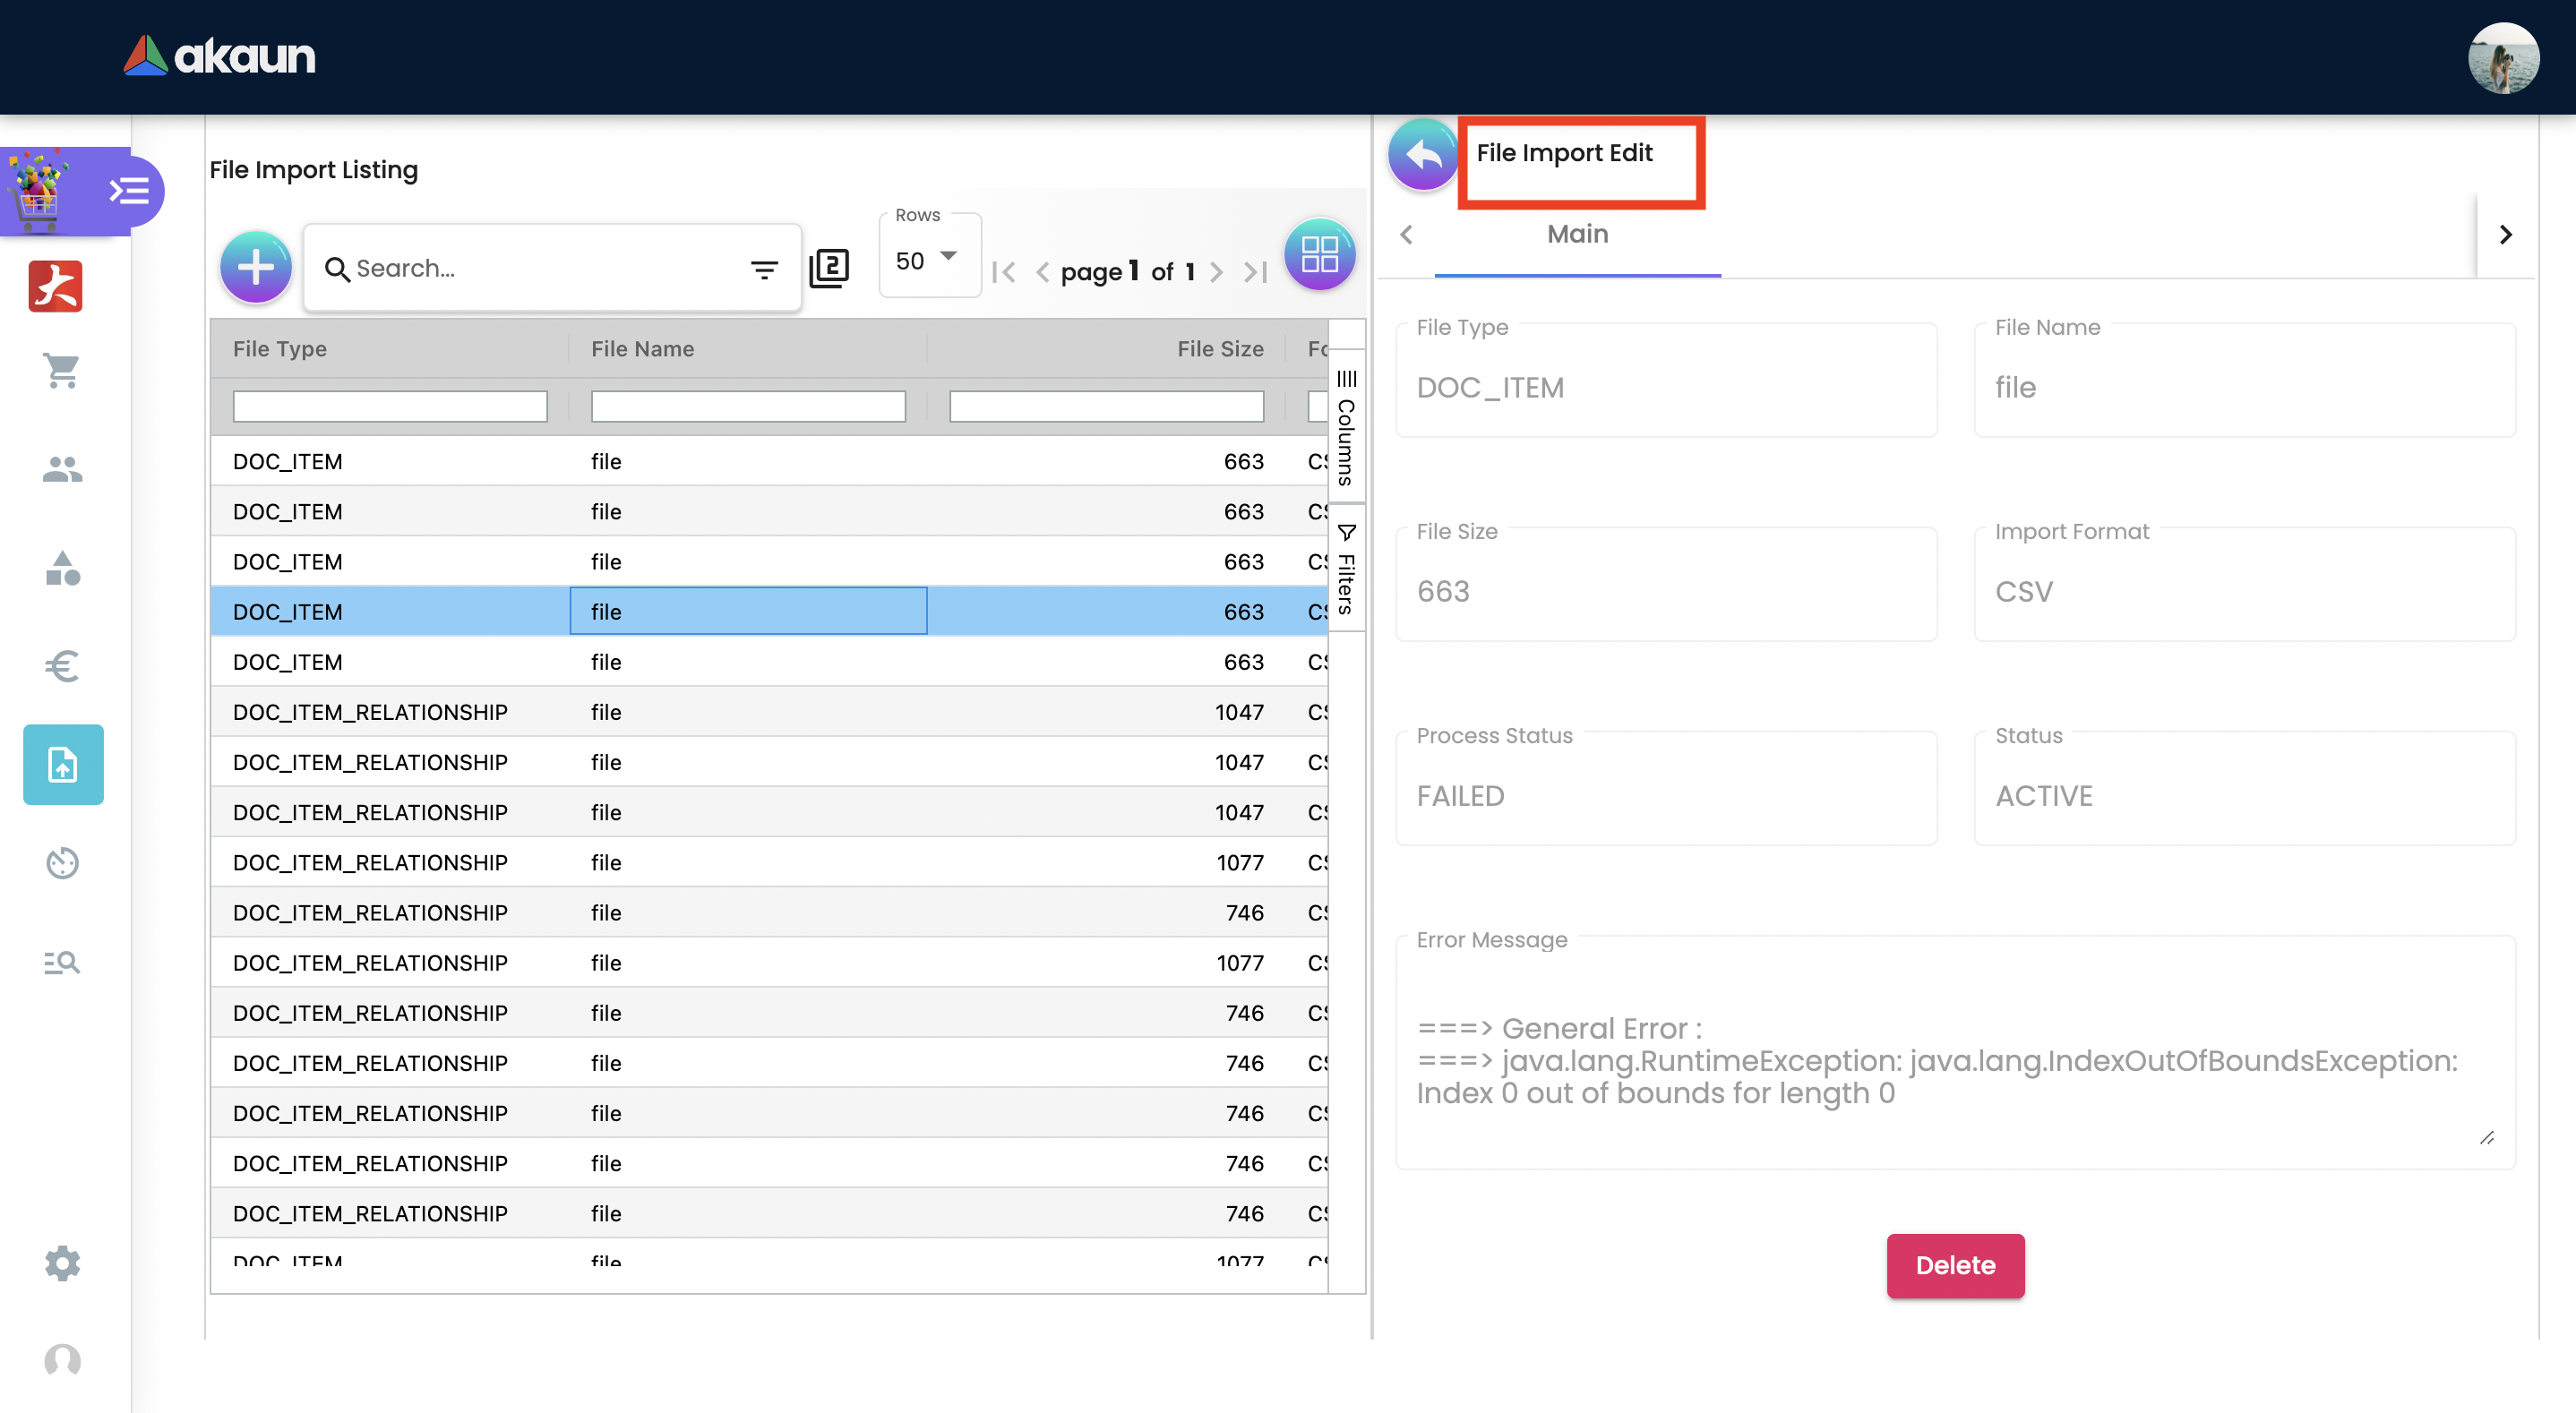 akaun
File Import Listing
Search...
2
Rows
50
page 1 of 1
File Type File Name File Size
DOC_ITEM file 663
DOC_ITEM file 663
DOC_ITEM file 663
DOC_ITEM file 663
DOC_ITEM file 663
DOC_ITEM_RELATIONSHIP file 1047
DOC_ITEM_RELATIONSHIP file 1047
DOC_ITEM_RELATIONSHIP file 1047
DOC_ITEM_RELATIONSHIP file 1077
DOC_ITEM_RELATIONSHIP file 746
DOC_ITEM_RELATIONSHIP file 1077
DOC_ITEM_RELATIONSHIP file 746
DOC_ITEM_RELATIONSHIP file 746
DOC_ITEM_RELATIONSHIP file 746
DOC_ITEM_RELATIONSHIP file 746
DOC_ITEM_RELATIONSHIP file 746
DOC_ITEM file 1077
Columns
Filters
File Import Edit
Main
File Type
DOC_ITEM
File Name
file
File Size
663
Import Format
CSV
Process Status
FAILED
Status
ACTIVE
Error Message
===> General Error :
===> java.lang.RuntimeException: java.lang.IndexOutOfBoundsException:
Index 0 out of bounds for length 0
Delete